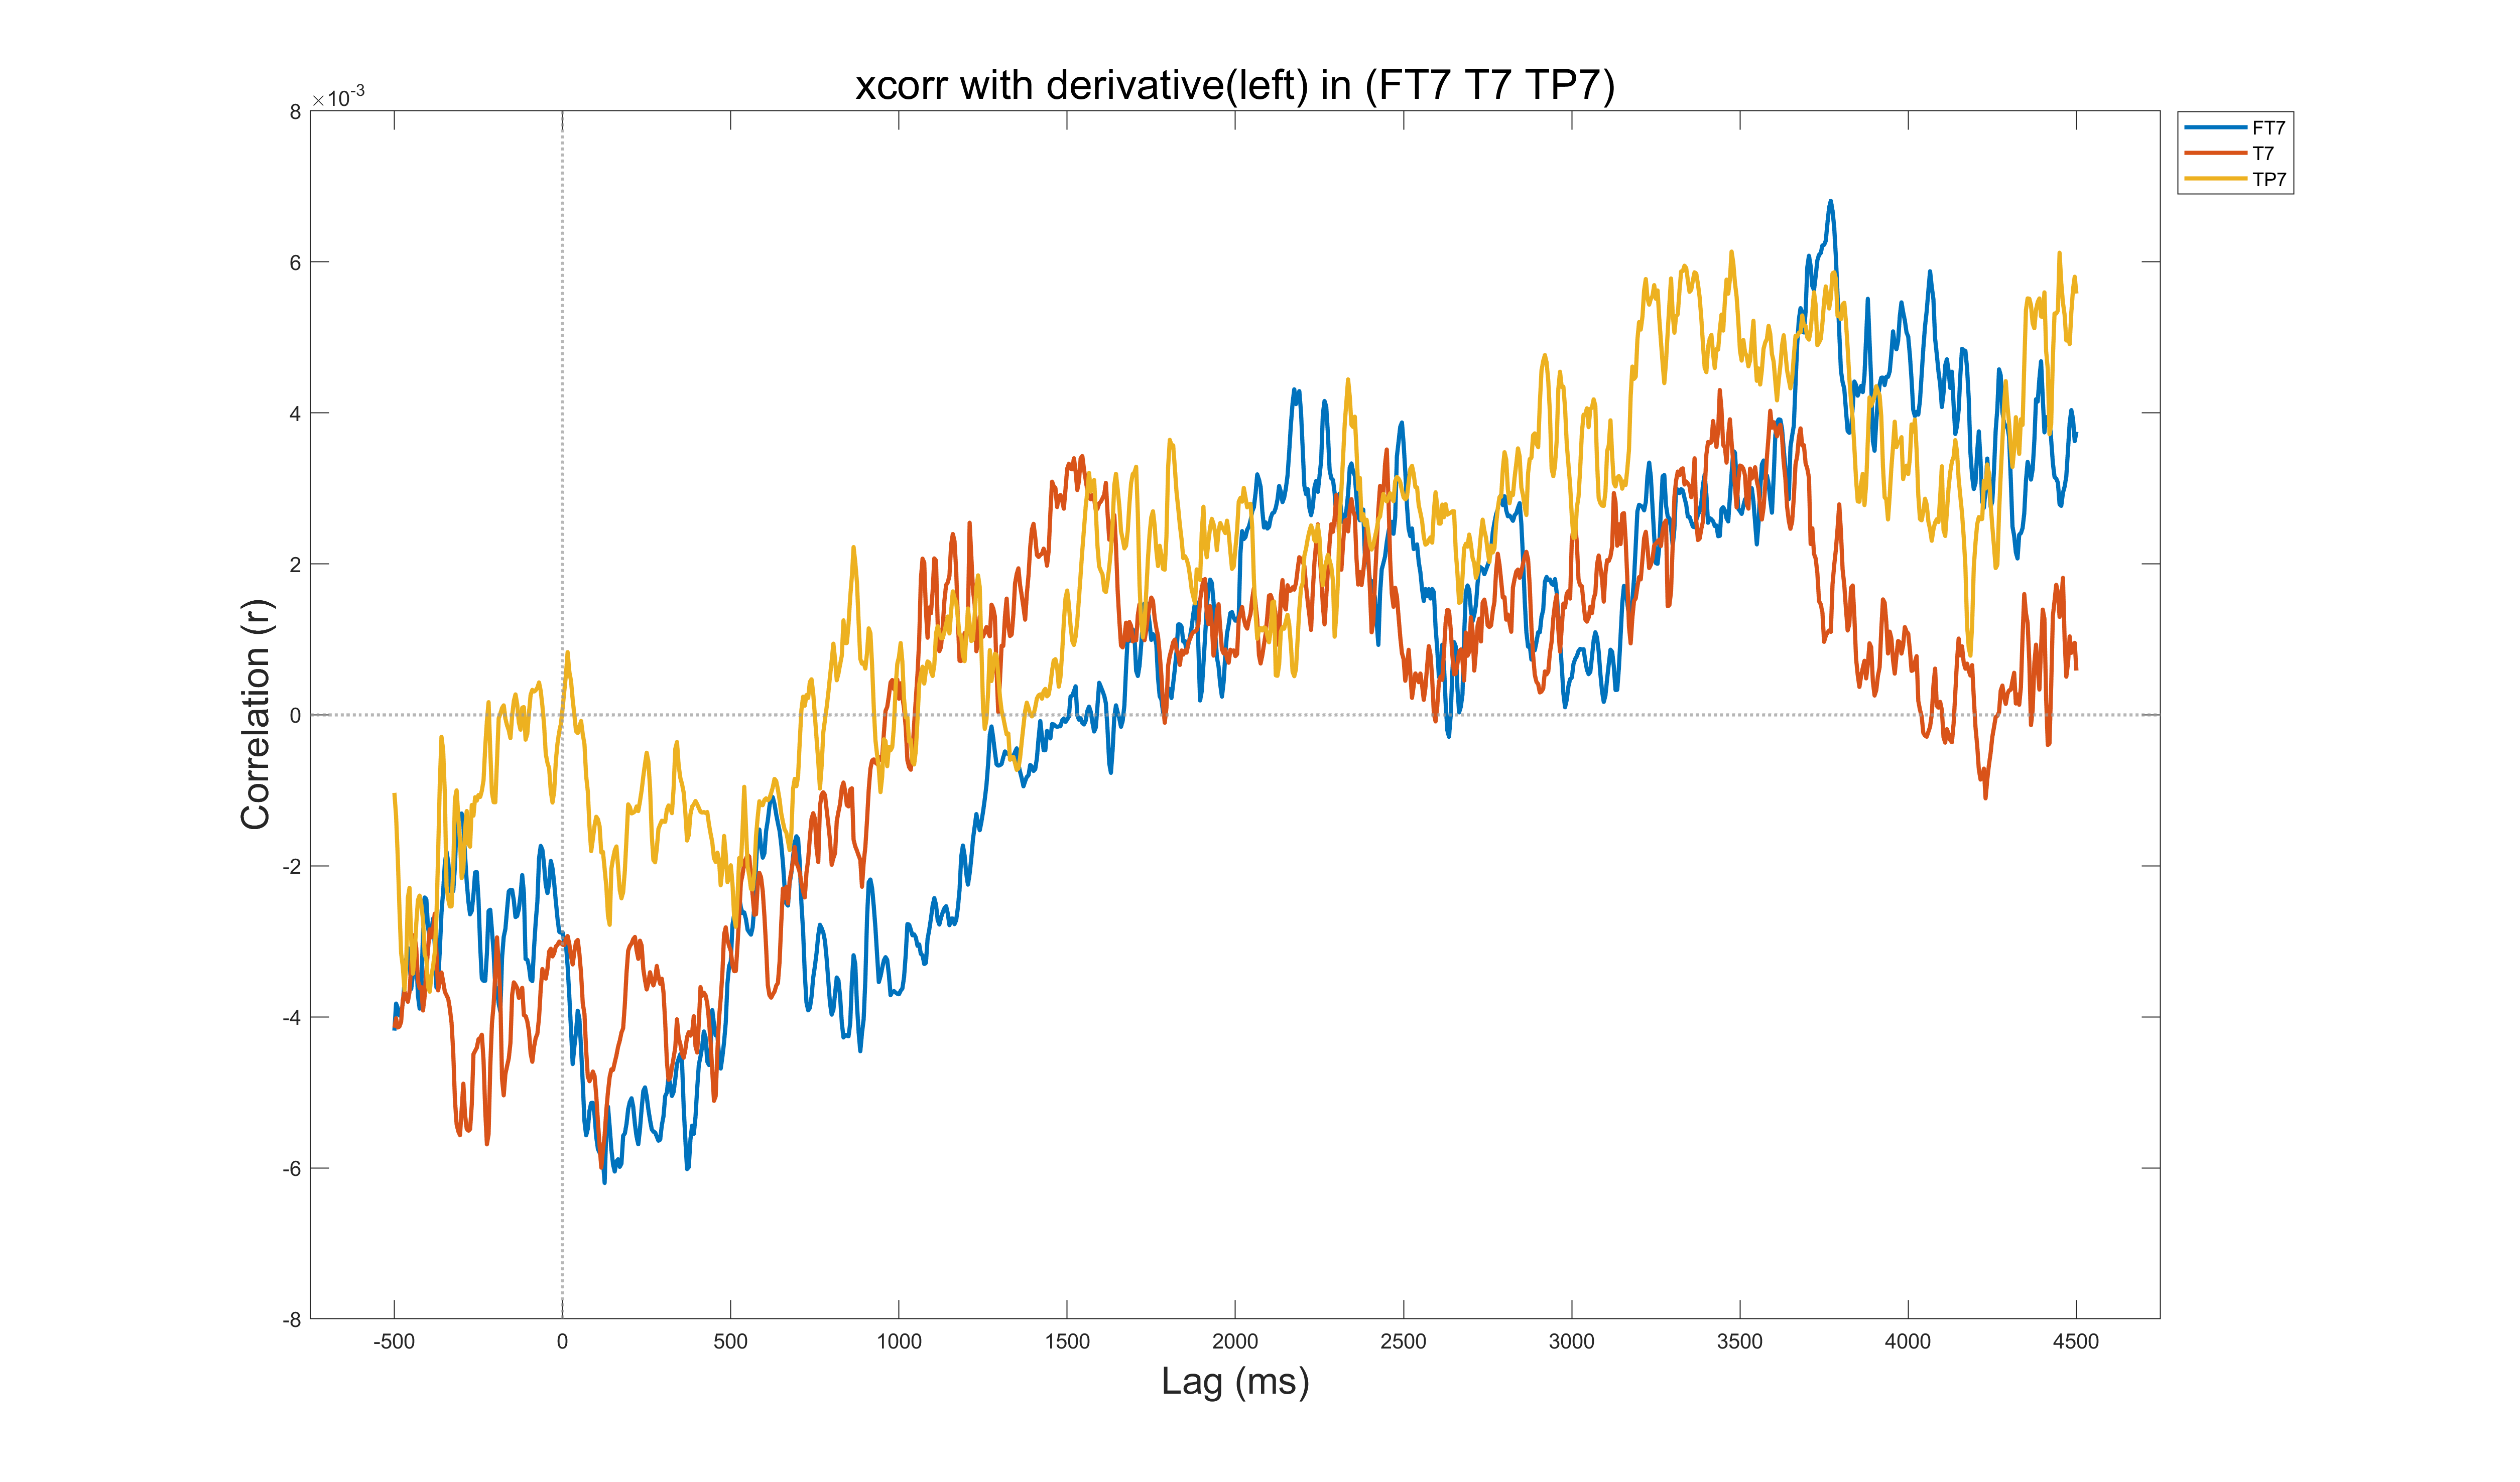 xcorr with derivative(left) in (FT7 T7 TP7)
×10-3
8
6
4
2
0
-2
-4
-6
-8
Correlation (r)
-500 0 500 1000 1500 2000 2500 3000 3500 4000 4500
Lag (ms)
FT7
T7
TP7